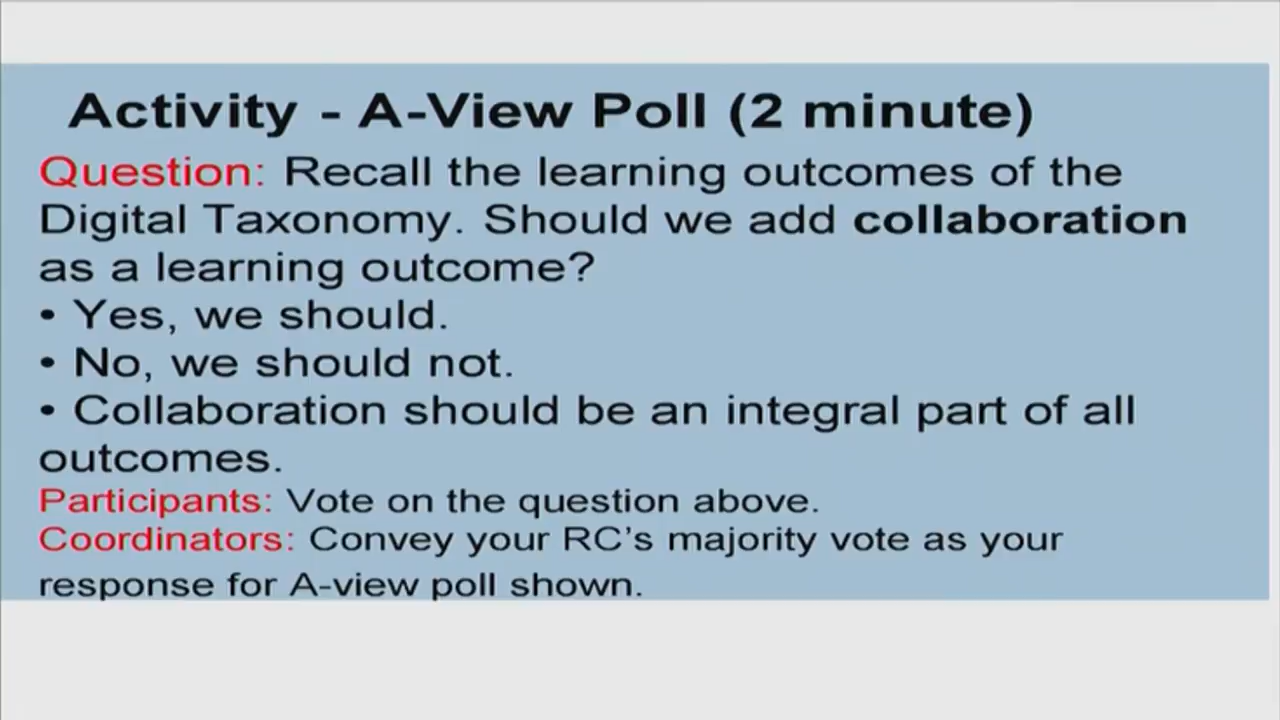 Activity - A-View Poll (2 minute)
Question: Recall the learning outcomes of the
Digital Taxonomy. Should we add collaboration
as a learning outcome?
• Yes, we should.
• No, we should not.
• Collaboration should be an integral part of all
outcomes.
Participants: Vote on the question above.
Coordinators: Convey your RC’s majority vote as your
response for A-view poll shown.